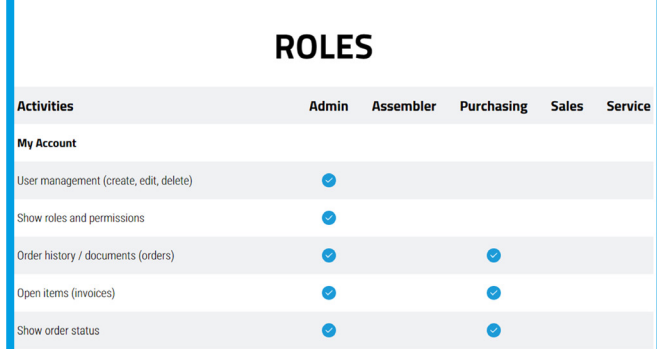 ROLES
Activities Admin Assembler Purchasing Sales Service
My Account
User management (create, edit, delete)
Show roles and permissions
Order history / documents (orders)
Open items (invoices)
Show order status